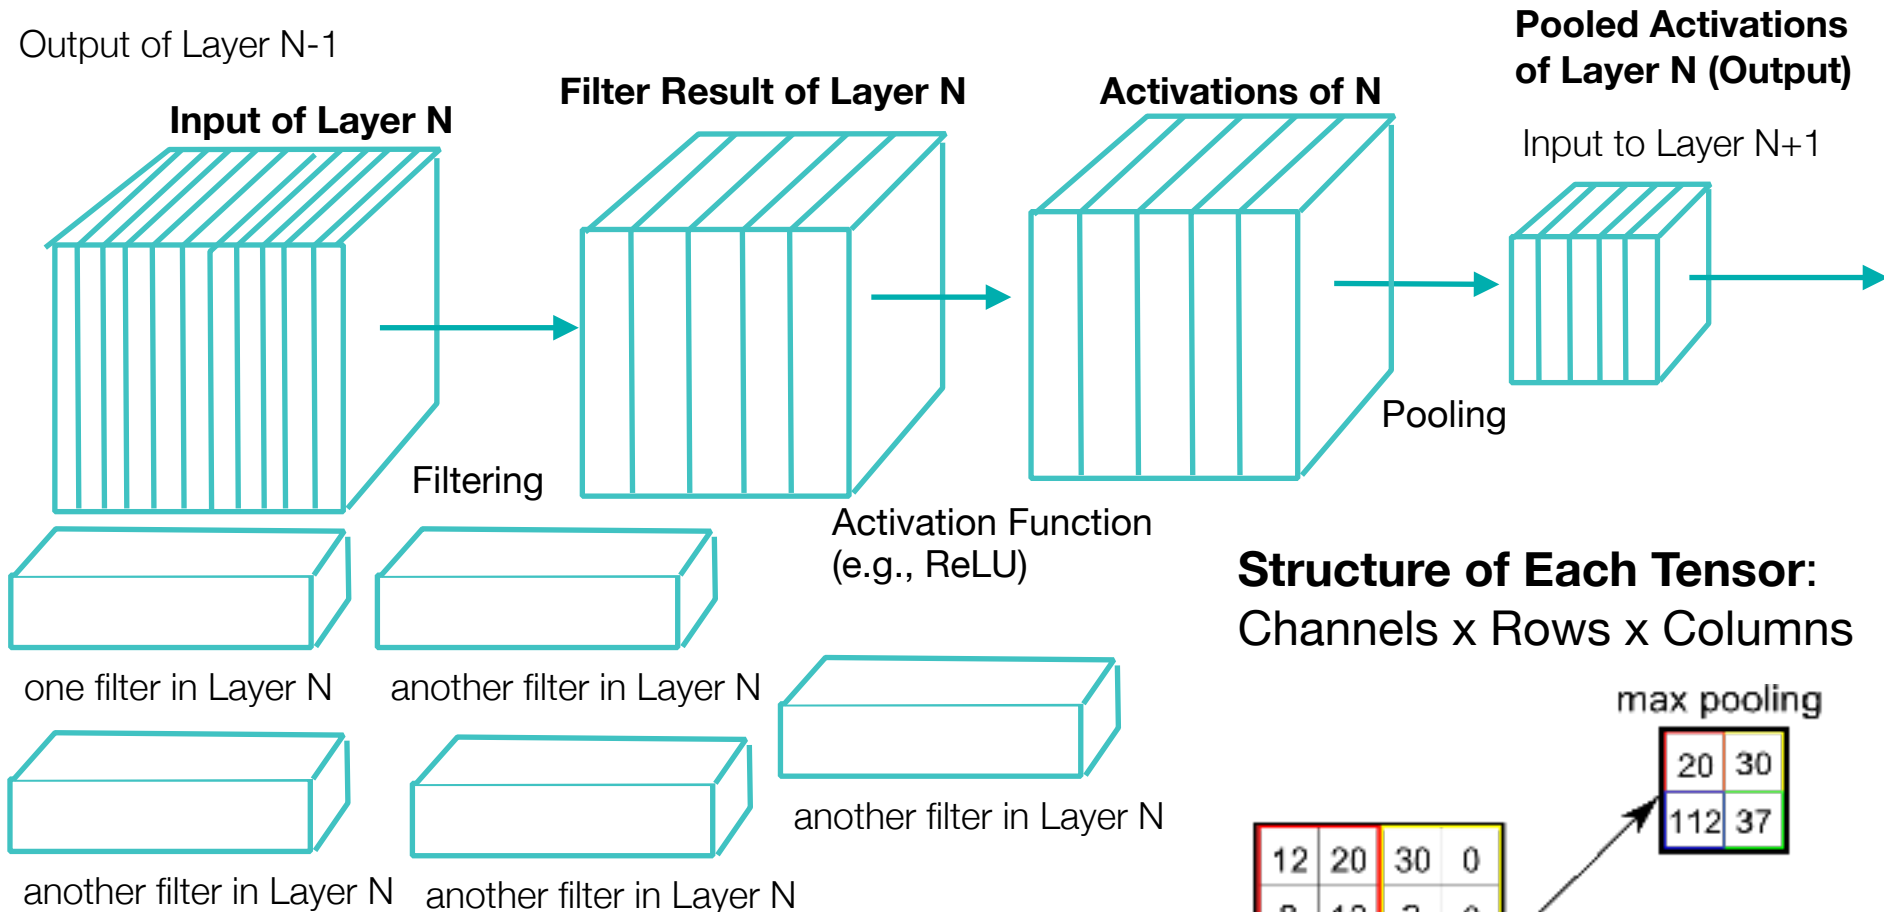 Output of Layer N-1
Input of Layer N
Filter Result of Layer N
Activations of N
Pooled Activations
of Layer N (Output)
Input to Layer N+1
Filtering
Activation Function
(e.g., ReLU)
Pooling
one filter in Layer N
another filter in Layer N
another filter in Layer N
another filter in Layer N
another filter in Layer N
Structure of Each Tensor:
Channels x Rows x Columns
max pooling
20 30
112 37
12 20 30 0